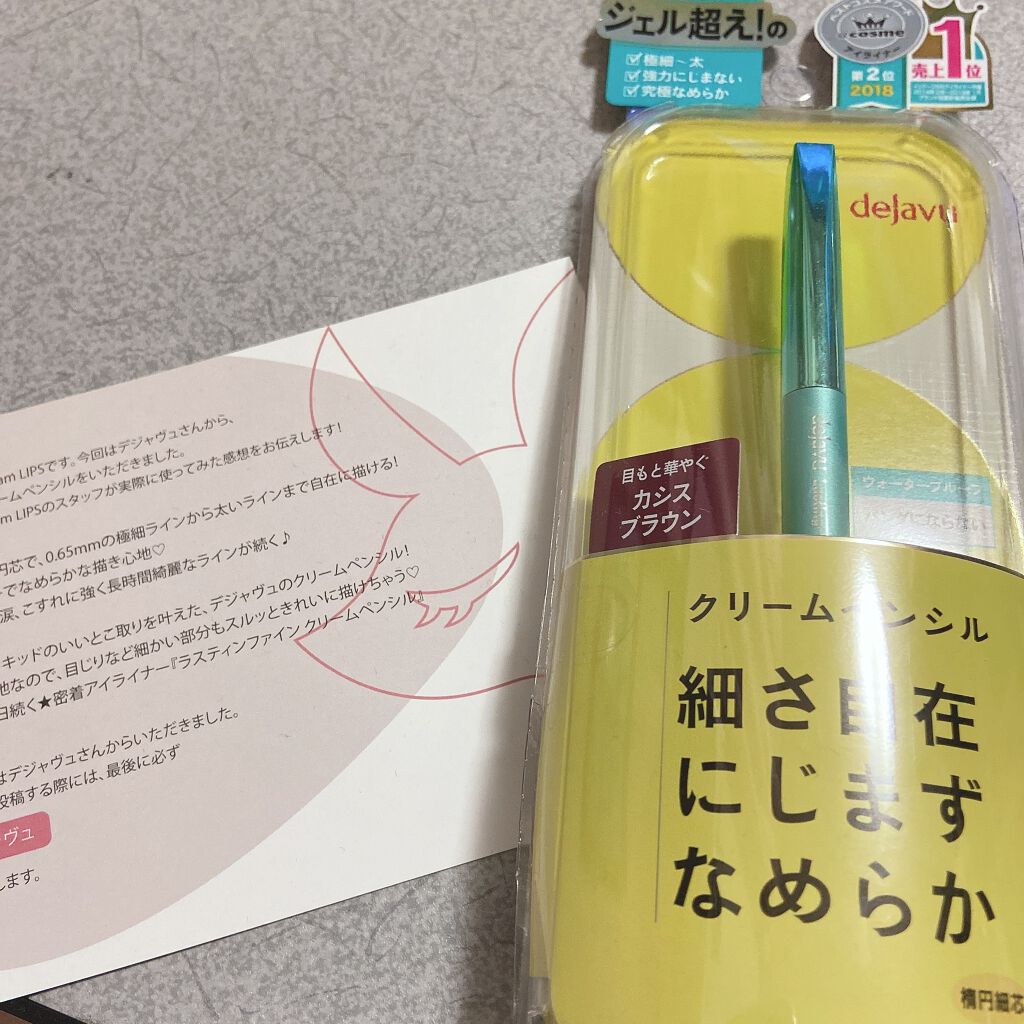 ジェル超え!の
極細~太
強力ににじまない
究極なめらか
@cosme
アイライナー
第2位
2018
売上1位
dejavu
dejavu
目もと華やぐ
カシス
ブラウン
ウォータープルーフ
パンダにならない
クリームペンシル
細さ自在
にじまず
なめらか
楕円細芯
am LIPSです。今回はデジャヴュさんから、
ームペンシルをいただきました。
m LIPSのスタッフが実際に使ってみた感想をお伝えします!
円芯で、0.65mmの極細ラインから太いラインまで自在に描ける!
でなめらかな描き心地♡
涙、こすれに強く長時間綺麗なラインが続く♪
キッドのいいとこ取りを叶えた、デジャヴュのクリームペンシル!
地なので、目じりなど細かい部分もスルッときれいに描けちゃう♡
日続く★密着アイライナー『ラスティンファイン クリームペンシル』
はデジャヴュさんからいただきました。
投稿する際には、最後に必ず
ヴュ
します。